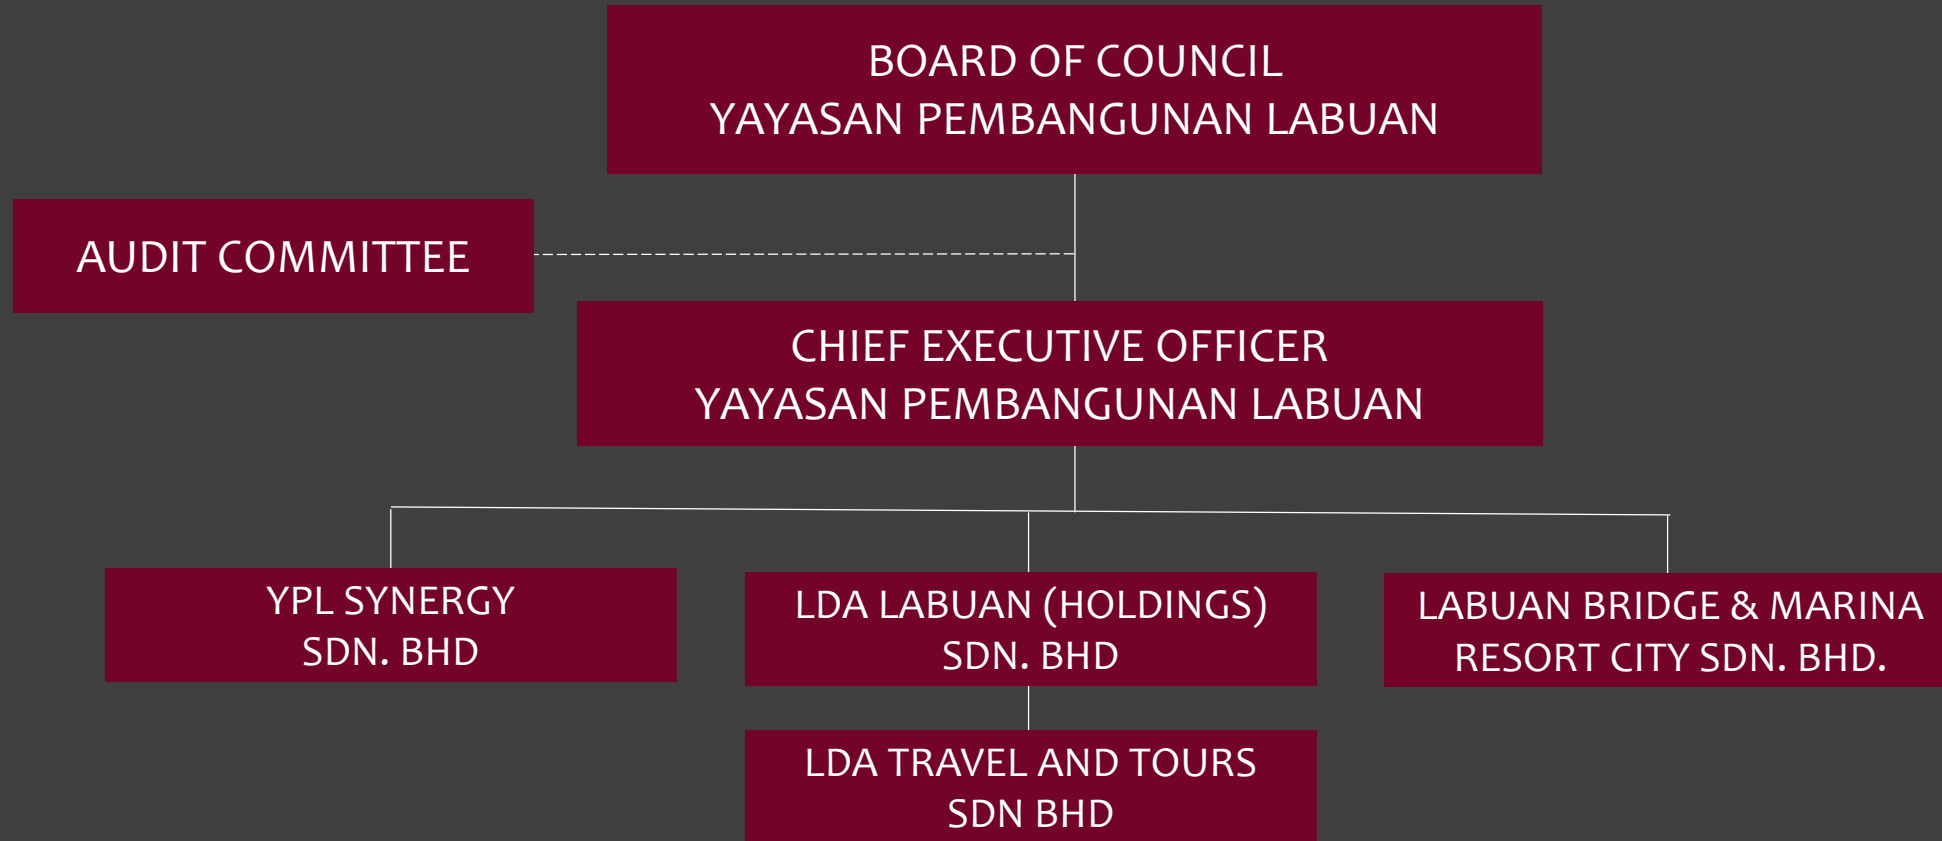 BOARD OF COUNCIL
YAYASAN PEMBANGUNAN LABUAN
AUDIT COMMITTEE
CHIEF EXECUTIVE OFFICER
YAYASAN PEMBANGUNAN LABUAN
YPL SYNERGY
SDN. BHD
LDA LABUAN (HOLDINGS)
SDN. BHD
LABUAN BRIDGE & MARINA
RESORT CITY SDN. BHD.
LDA TRAVEL AND TOURS
SDN BHD